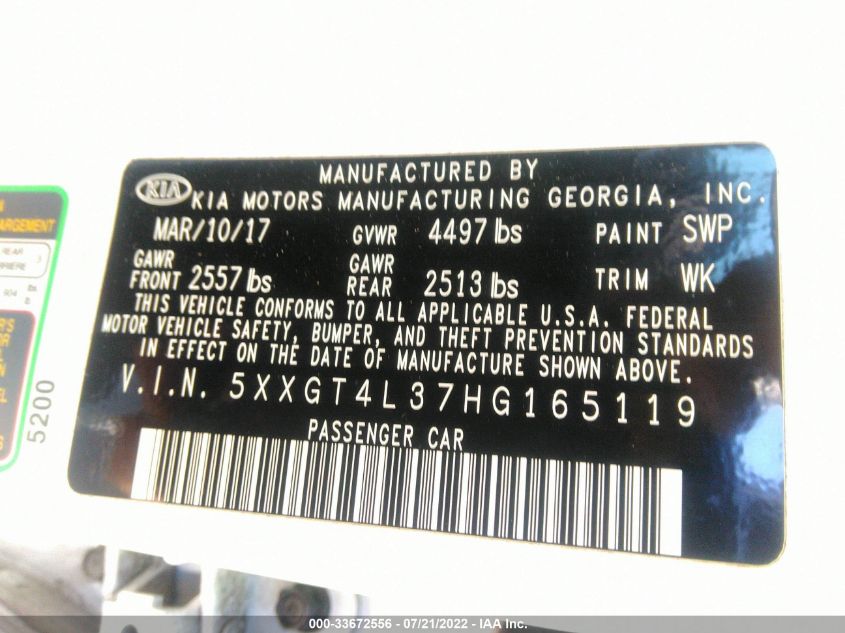 MANUFACTURED BY
KIA KIA MOTORS MANUFACTURING GEORGIA, INC.
MAR/10/17 GVWR 4497 lbs PAINT SWP
GAWR FRONT 2557 lbs GAWR REAR 2513 lbs TRIM WK
THIS VEHICLE CONFORMS TO ALL APPLICABLE U.S.A. FEDERAL
MOTOR VEHICLE SAFETY, BUMPER, AND THEFT PREVENTION STANDARDS
IN EFFECT ON THE DATE OF MANUFACTURE SHOWN ABOVE.
V.I.N. 5XXGT4L37HG165119
PASSENGER CAR
REAR
5200
000-33672556 - 07/21/2022 - IAA Inc.